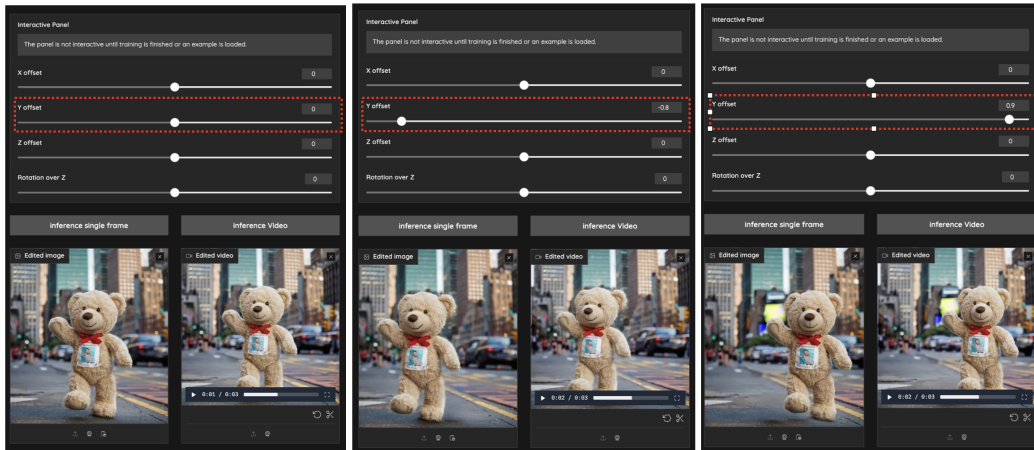 Interactive Panel
The panel is not interactive until training is finished or an example is loaded.
X offset
0
Y offset
0
Z offset
0
Rotation over Z
0
inference single frame
inference Video
Edited image
Edited video
0:01 / 0:03
Interactive Panel
The panel is not interactive until training is finished or an example is loaded.
X offset
0
Y offset
-0.8
Z offset
0
Rotation over Z
0
inference single frame
inference Video
Edited image
Edited video
0:02 / 0:03
Interactive Panel
The panel is not interactive until training is finished or an example is loaded.
X offset
0
Y offset
0.9
Z offset
0
Rotation over Z
0
inference single frame
inference Video
Edited image
Edited video
0:02 / 0:03